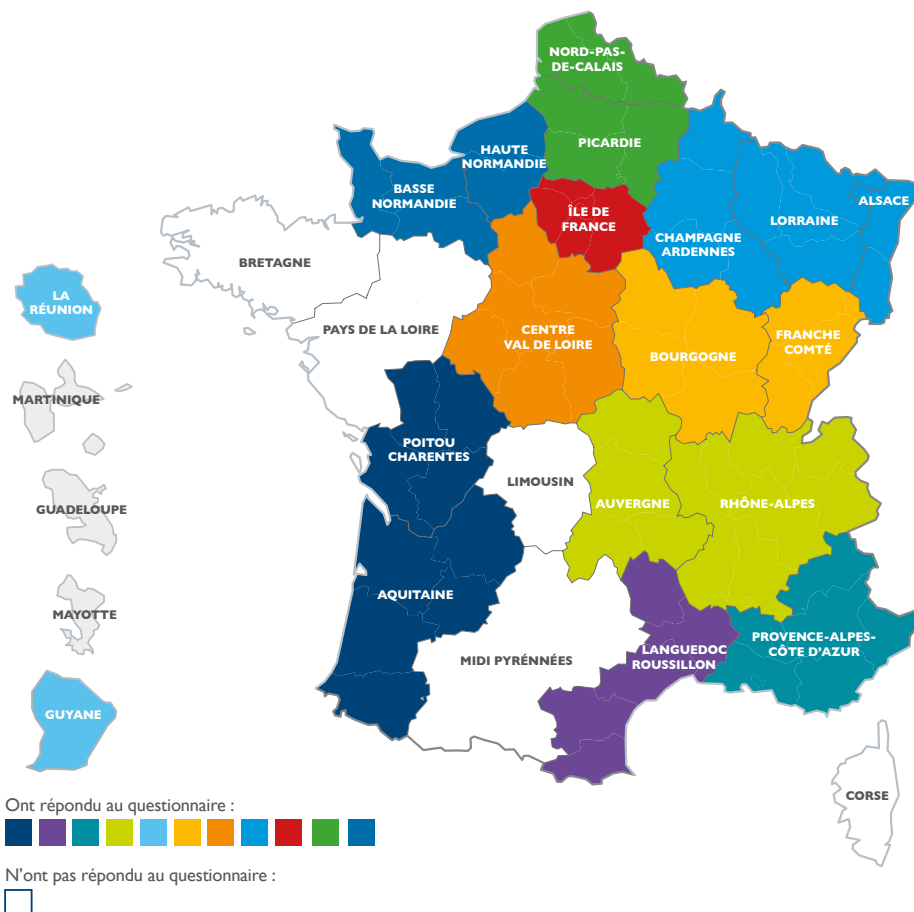 NORD-PAS-
DE-CALAIS
PICARDIE
HAUTE
NORMANDIE
BASSE
NORMANDIE
ÎLE DE
FRANCE
CHAMPAGNE
ARDENNES
LORRAINE
ALSACE
BRETAGNE
PAYS DE LA LOIRE
CENTRE
VAL DE LOIRE
BOURGOGNE
FRANCHE
COMTÉ
LA
RÉUNION
MARTINIQUE
GUADELOUPE
MAYOTTE
GUYANE
POITOU
CHARENTES
LIMOUSIN
AUVERGNE
RHÔNE-ALPES
AQUITAINE
MIDI PYRÉNNÉES
LANGUEDOC
ROUSSILLON
PROVENCE-ALPES-
CÔTE D'AZUR
CORSE
Ont répondu au questionnaire :
N'ont pas répondu au questionnaire :